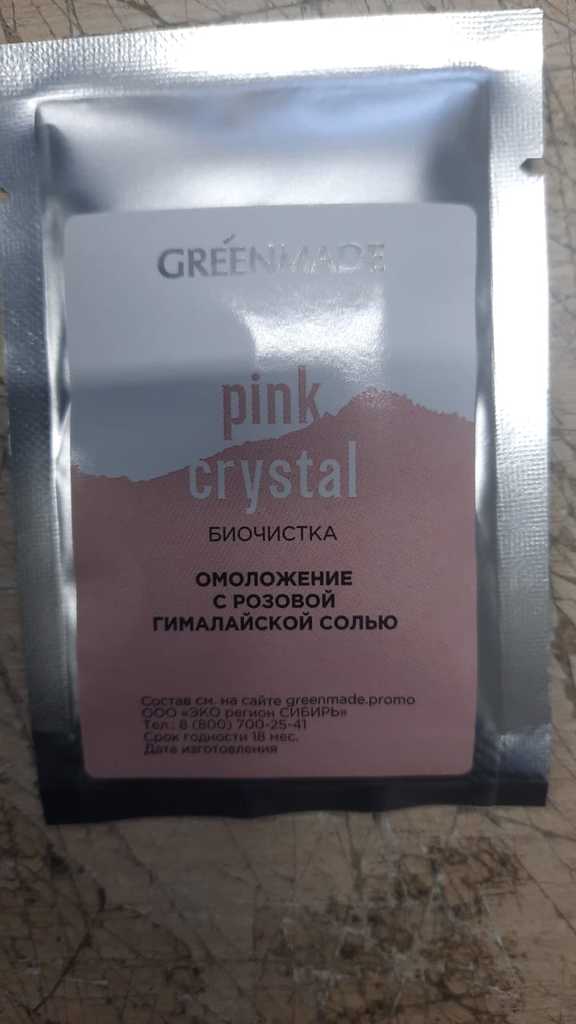 GREENMADE
pink
crystal
БИОЧИСТКА
ОМОЛОЖЕНИЕ
С РОЗОВОЙ
ГИМАЛАЙСКОЙ СОЛЬЮ
Состав см. на сайте greenmade.promo
ООО «ЭКО регион СИБИРЬ»
Тел.: 8 (800) 700-25-41
Срок годности 18 мес.
Дата изготовления